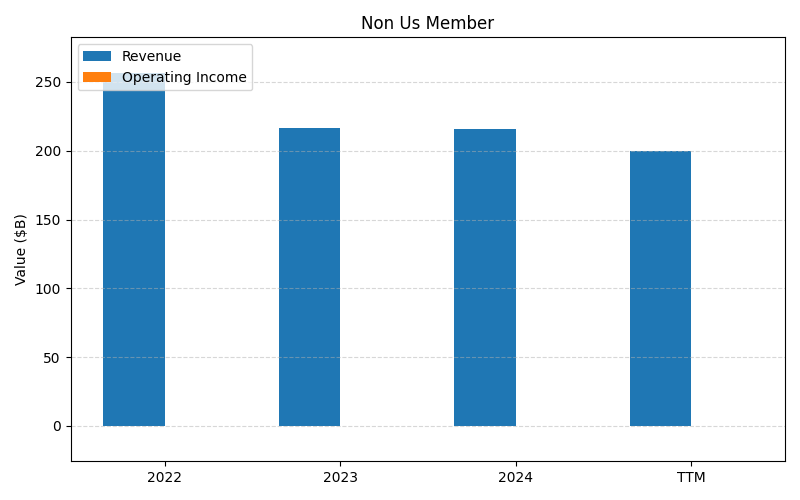 Non Us Member
Revenue
Operating Income
Value ($B)
250
200
150
100
50
0
2022
2023
2024
TTM